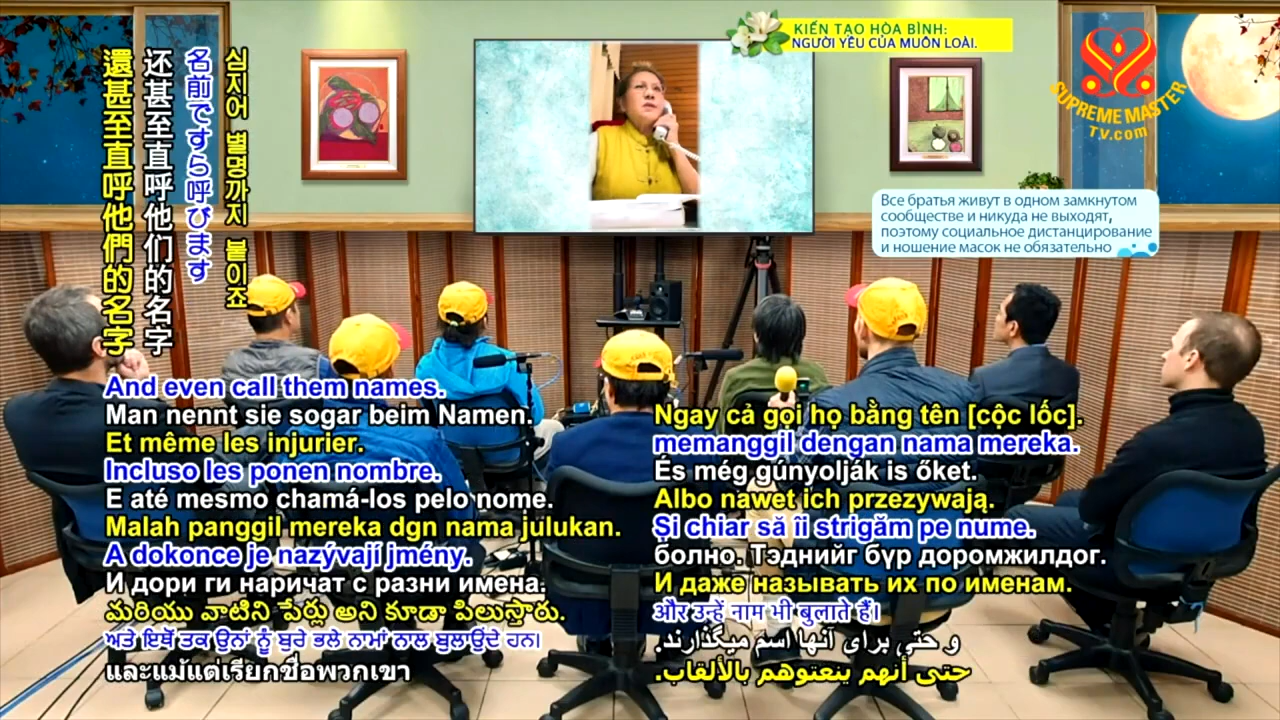 KIẾN TẠO HÒA BÌNH:
NGƯỜI YÊU CỦA MUÔN LOÀI.
SUPREME MASTER
TV.com
Все братья живут в одном замкнутом
сообществе и никуда не выходят,
поэтому социальное дистанцирование
и ношение масок не обязательно
심지어 별명까지 붙이죠
名前ですら呼びます
还甚至直呼他们的名字
還甚至直呼他們的名字
And even call them names.
Man nennt sie sogar beim Namen.
Et même les injurier.
Incluso les ponen nombre.
E até mesmo chamá-los pelo nome.
Malah panggil mereka dgn nama julukan.
A dokonce je nazývají jmény.
И дори ги наричат с разни имена.
మరియు వాటిని పేర్లు అని కూడా పిలుస్తారు.
ਅਤੇ ਇਥੋਂ ਤਕ ਉਨਾਂ ਨੂੰ ਬੁਰੇ ਭਲੇ ਨਾਮਾਂ ਨਾਲ ਬੁਲਾਉਂਦੇ ਹਨ।
และแม้แต่เรียกชื่อพวกเขา
Ngay cả gọi họ bằng tên [cộc lốc].
memanggil dengan nama mereka.
És még gúnyolják is őket.
Albo nawet ich przezywają.
Și chiar să îi strigăm pe nume.
болно. Тэднийг бүр доромжилдог.
И даже называть их по именам.
और उन्हें नाम भी बुलाते हैं।
و حتی برای آنها اسم میگذارند.
حتى أنهم ينعتوهم بالألقاب.